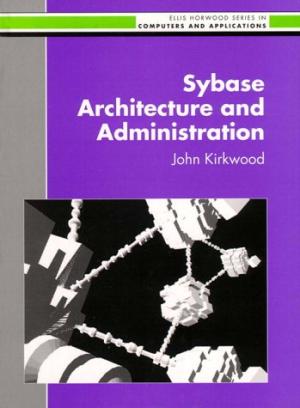 ELLIS HORWOOD SERIES IN
COMPUTERS AND APPLICATIONS
Sybase
Architecture and
Administration
John Kirkwood